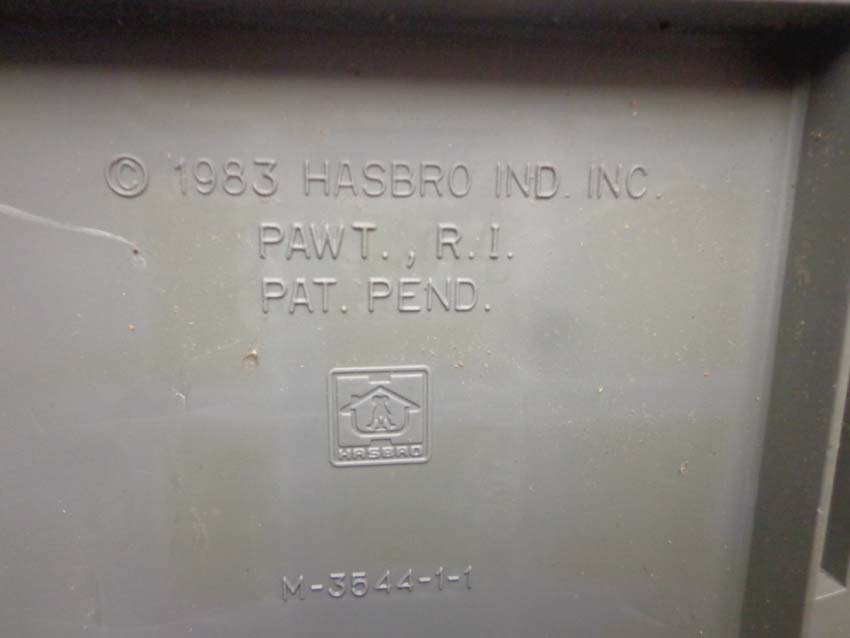 © 1983 HASBRO IND. INC.
PAWT., R.I.
PAT. PEND.
HASBRO
M-3544-1-1